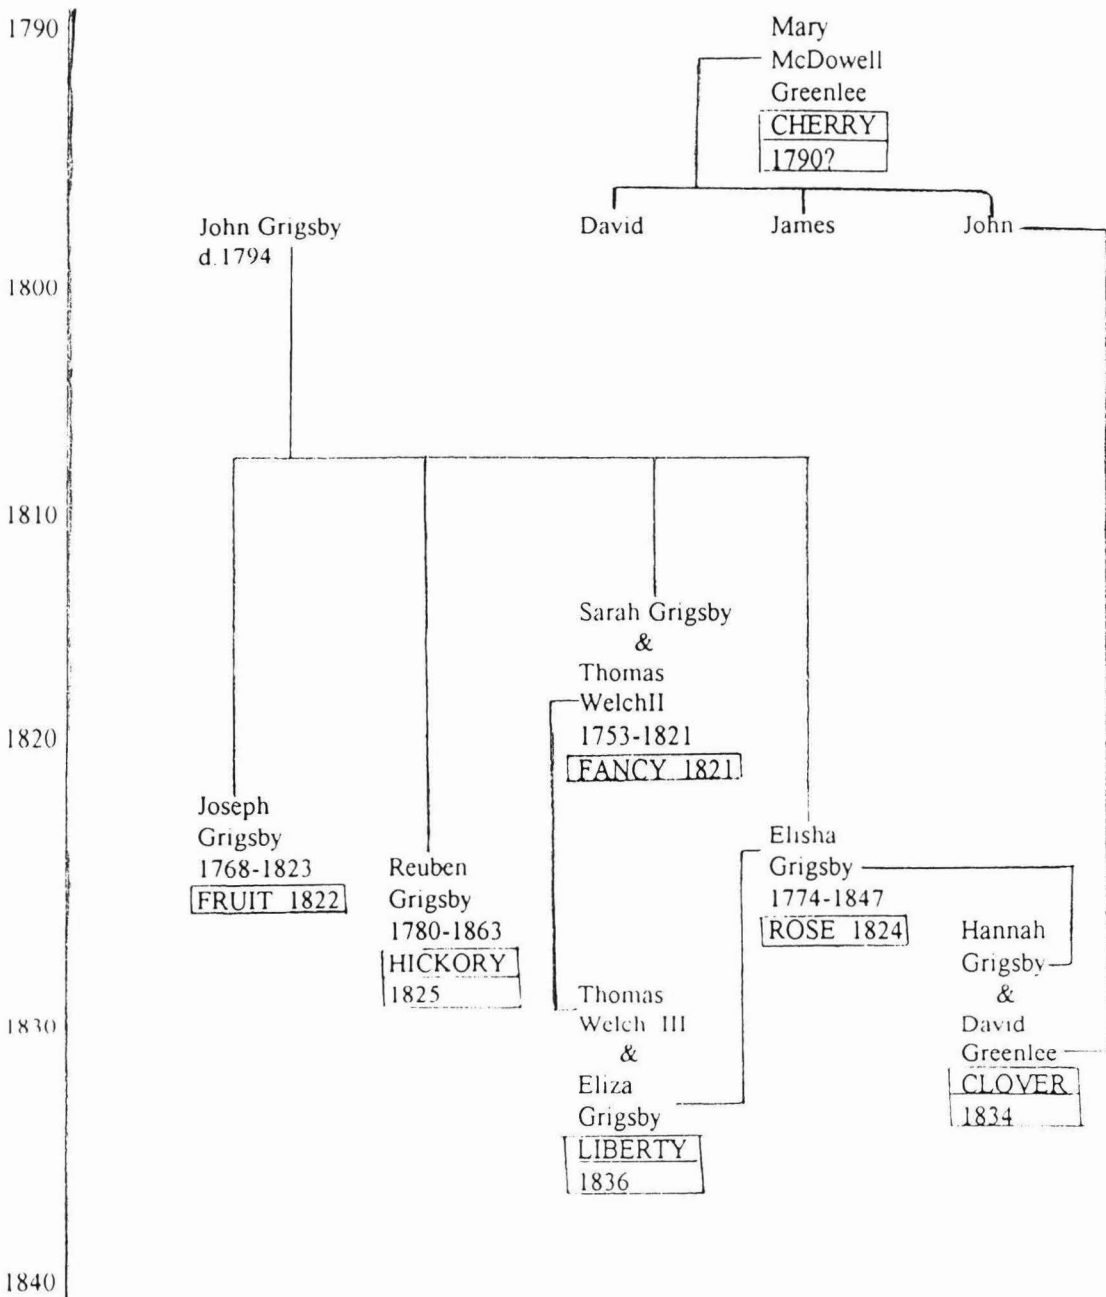 1790
Mary
McDowell
Greenlee
CHERRY
1790?
John Grigsby
d.1794
David
James
John
1800
1810
Sarah Grigsby
&
Thomas
WelchII
1753-1821
FANCY 1821
1820
Joseph
Grigsby
1768-1823
FRUIT 1822
Reuben
Grigsby
1780-1863
HICKORY
1825
Elisha
Grigsby
1774-1847
ROSE 1824
Hannah
Grigsby
&
David
Greenlee
CLOVER
1834
1830
Thomas
Welch III
&
Eliza
Grigsby
LIBERTY
1836
1840